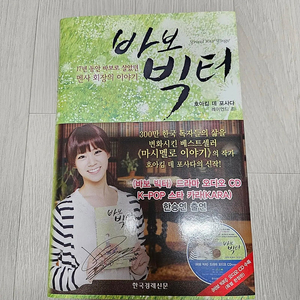 17년 동안 바보로 살았던
멘사 회장의 이야기
바보
빅터
호아킴 데 포사다
300만 한국 독자들의 삶을
변화시킨 베스트셀러
《마시멜로 이야기》의 작가
호아킴 데 포사다의 신작!
《바보 빅터》 드라마 오디오 CD
K-POP 스타 카라(KARA)
한승연 출연
바보
빅터
한국경제신문